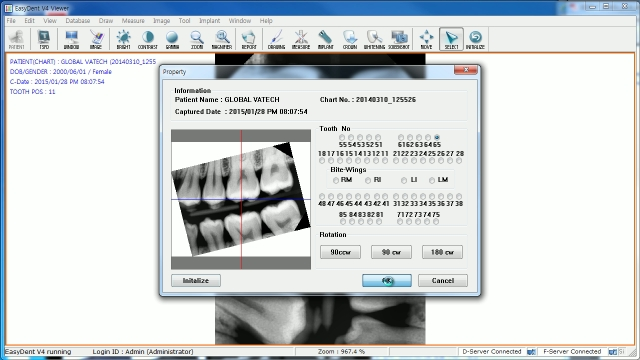 EasyDent V4 Viewer
File Edit View Database Draw Measure Image Tool Implant Window Help
PATIENT TSPD WINDOW IMAGE BRIGHT CONTRAST GAMMA ZOOM MAGNIFIER REPORT DRAWING MEASURE IMPLANT CROWN WHITENING SCREENSHOT MOVE SELECT INITIALIZE
PATIENT(CHART) : GLOBAL VATECH (20140310_1255
DOB/GENDER : 2000/06/01 / Female
C-Date : 2015/01/28 PM 08:07:54
TOOTH POS : 11
Property
Information
Patient Name : GLOBAL VATECH Chart No. : 20140310_125526
Captured Date : 2015/01/28 PM 08:07:54
Tooth No
55 54 53 52 51 61 62 63 64 65
18 17 16 15 14 13 12 11 21 22 23 24 25 26 27 28
Bite-Wings
RM RI LI LM
48 47 46 45 44 43 42 41 31 32 33 34 35 36 37 38
85 84 83 82 81 71 72 73 74 75
Rotation
90ccw 90 cw 180 cw
Initalize OK Cancel
EasyDent V4 running Login ID : Admin (Administrator) Zoom : 967.4 % D-Server Connected F-Server Connected